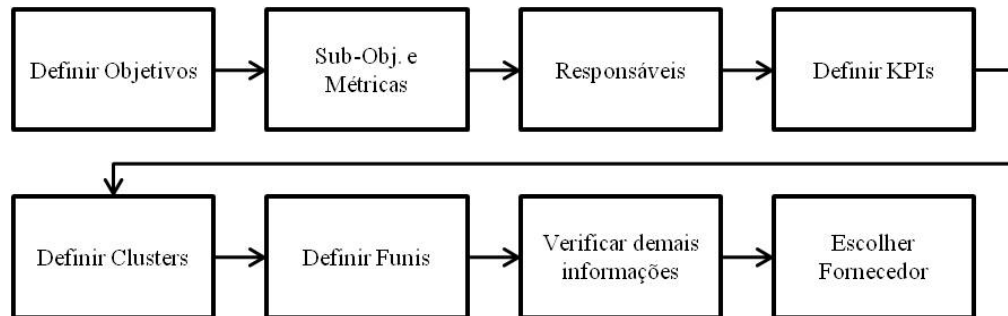 Definir Objetivos
Sub-Obj. e
Métricas
Responsáveis
Definir KPIs
Definir Clusters
Definir Funis
Verificar demais
informações
Escolher
Fornecedor